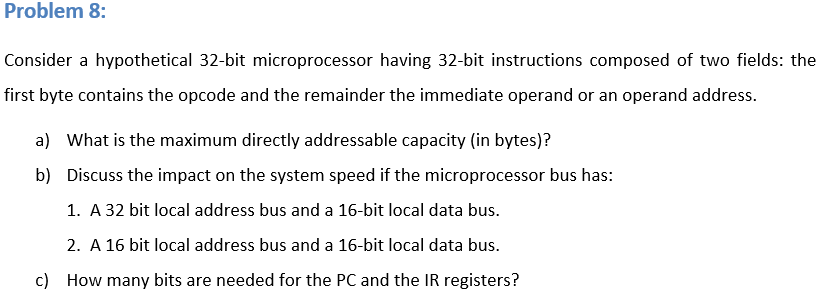 Problem 8:
Consider a hypothetical 32-bit microprocessor having 32-bit instructions composed of two fields: the
first byte contains the opcode and the remainder the immediate operand or an operand address.
a) What is the maximum directly addressable capacity (in bytes)?
b) Discuss the impact on the system speed if the microprocessor bus has:
1. A 32 bit local address bus and a 16-bit local data bus.
2. A 16 bit local address bus and a 16-bit local data bus.
c) How many bits are needed for the PC and the IR registers?